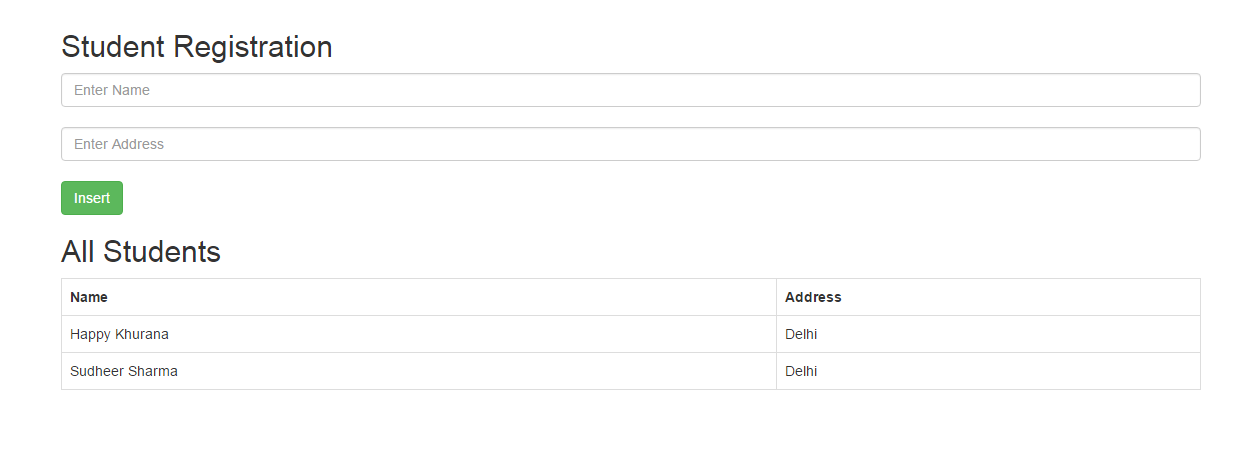 Student Registration
Enter Name
Enter Address
Insert
All Students
Name Address
Happy Khurana Delhi
Sudheer Sharma Delhi